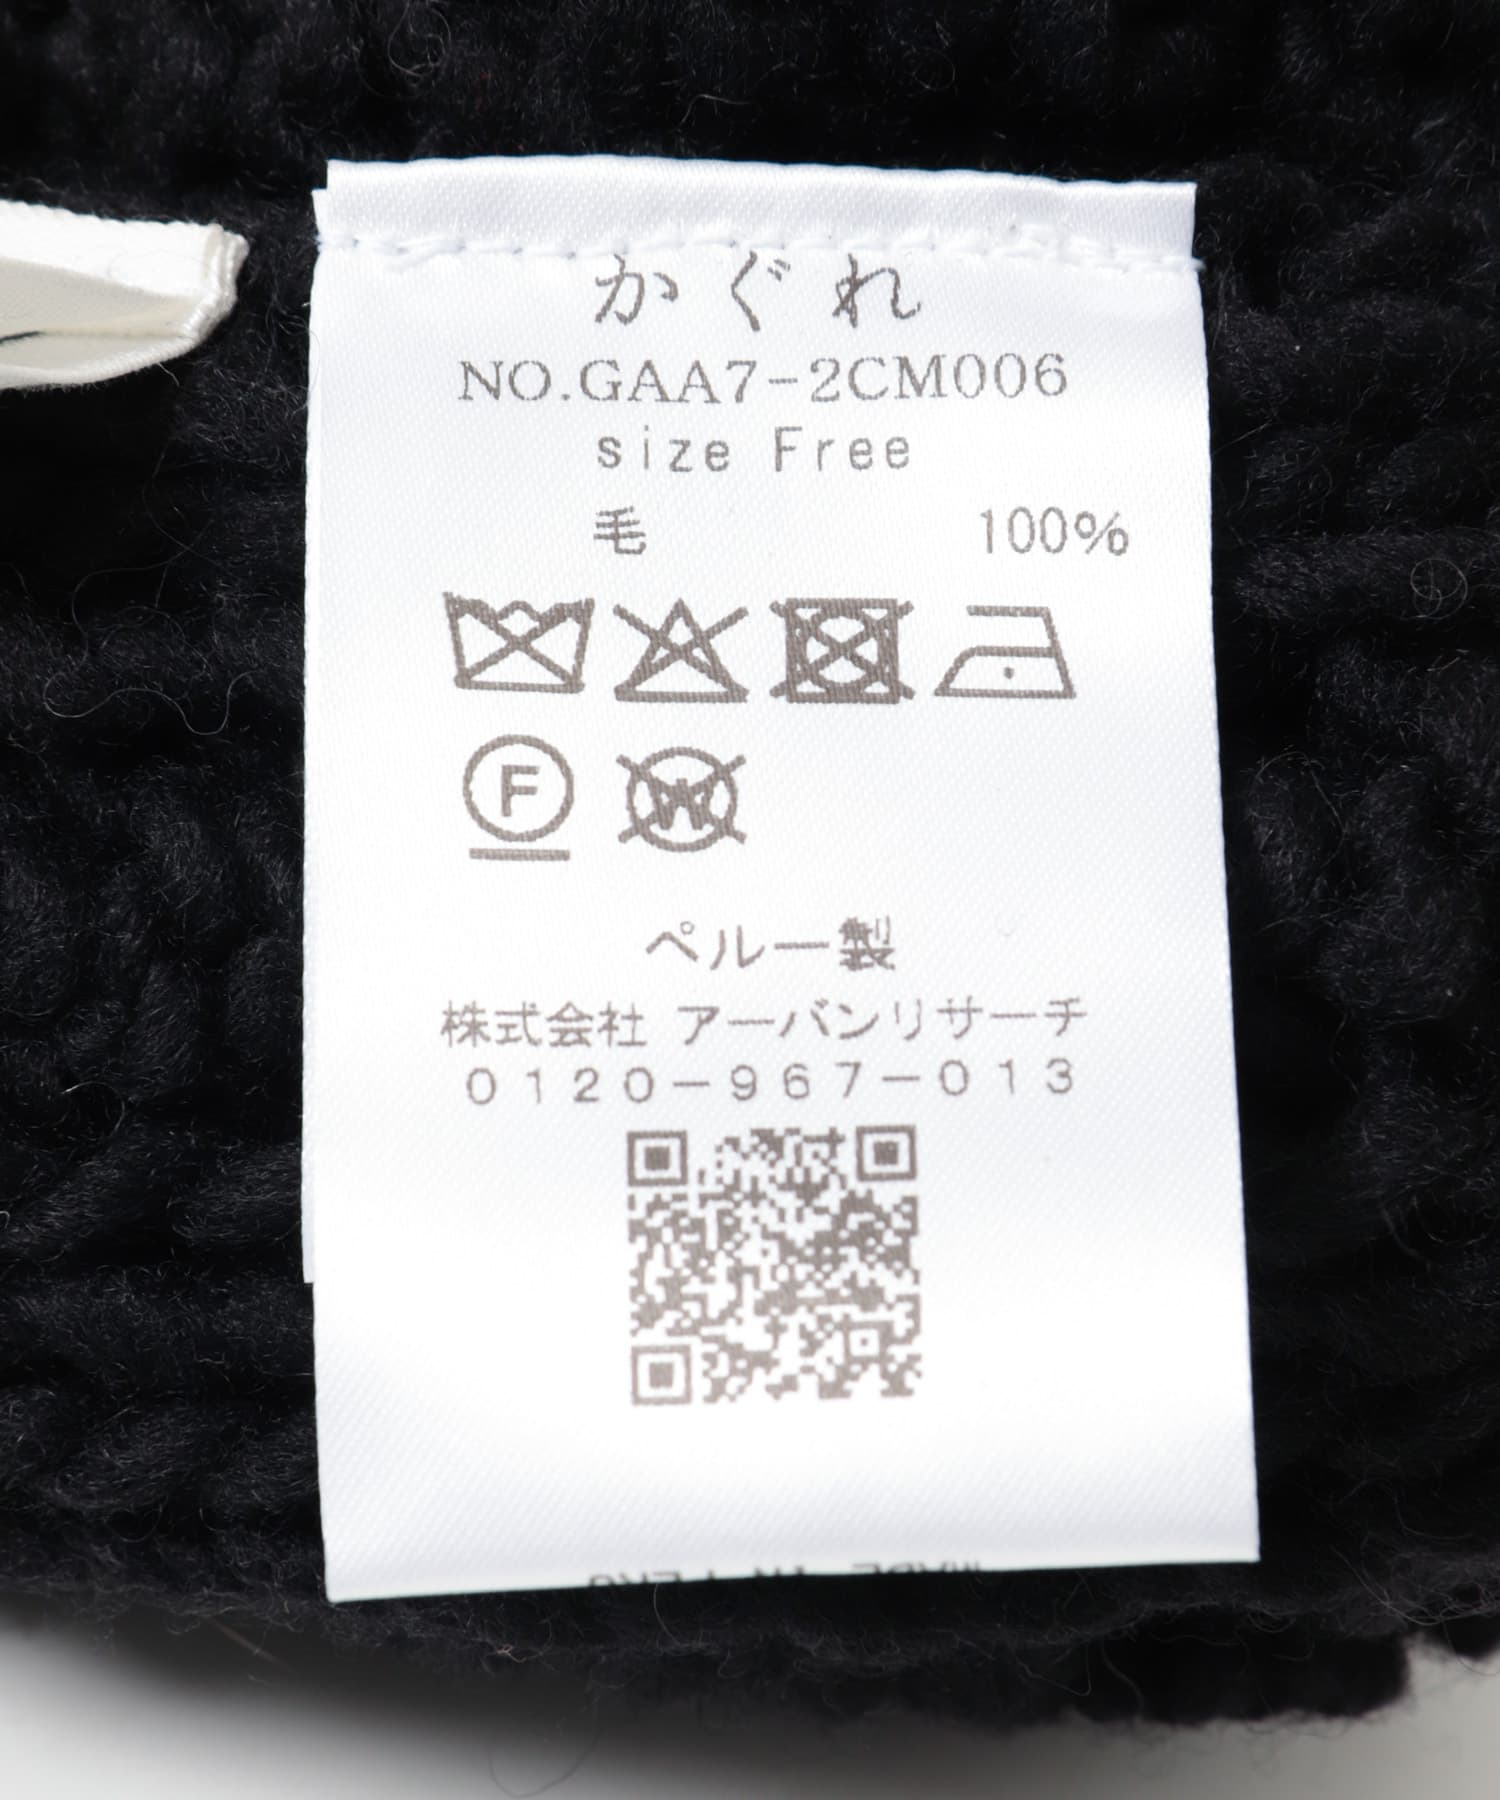 かぐれ
NO.GAA7-2CM006
size Free
毛 100%
F W
ペルー製
株式会社 アーバンリサーチ
0120-967-013